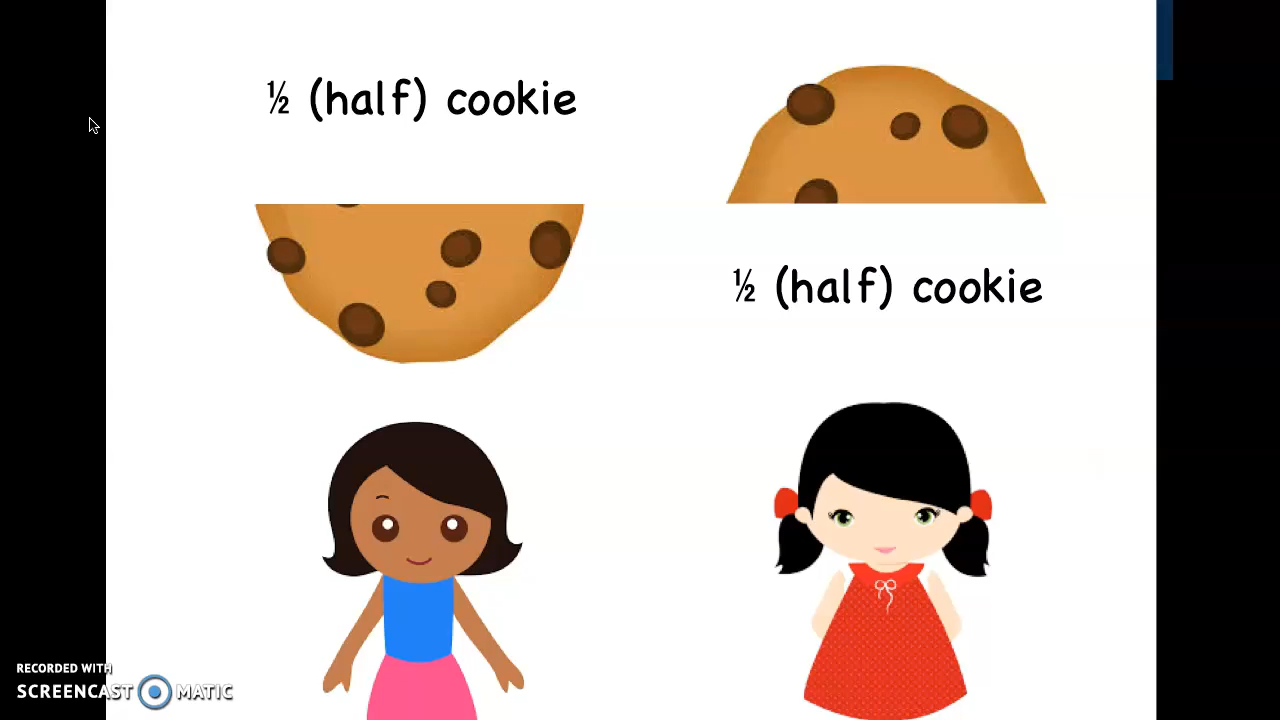 ½ (half) cookie
½ (half) cookie
RECORDED WITH
SCREENCAST MATIC